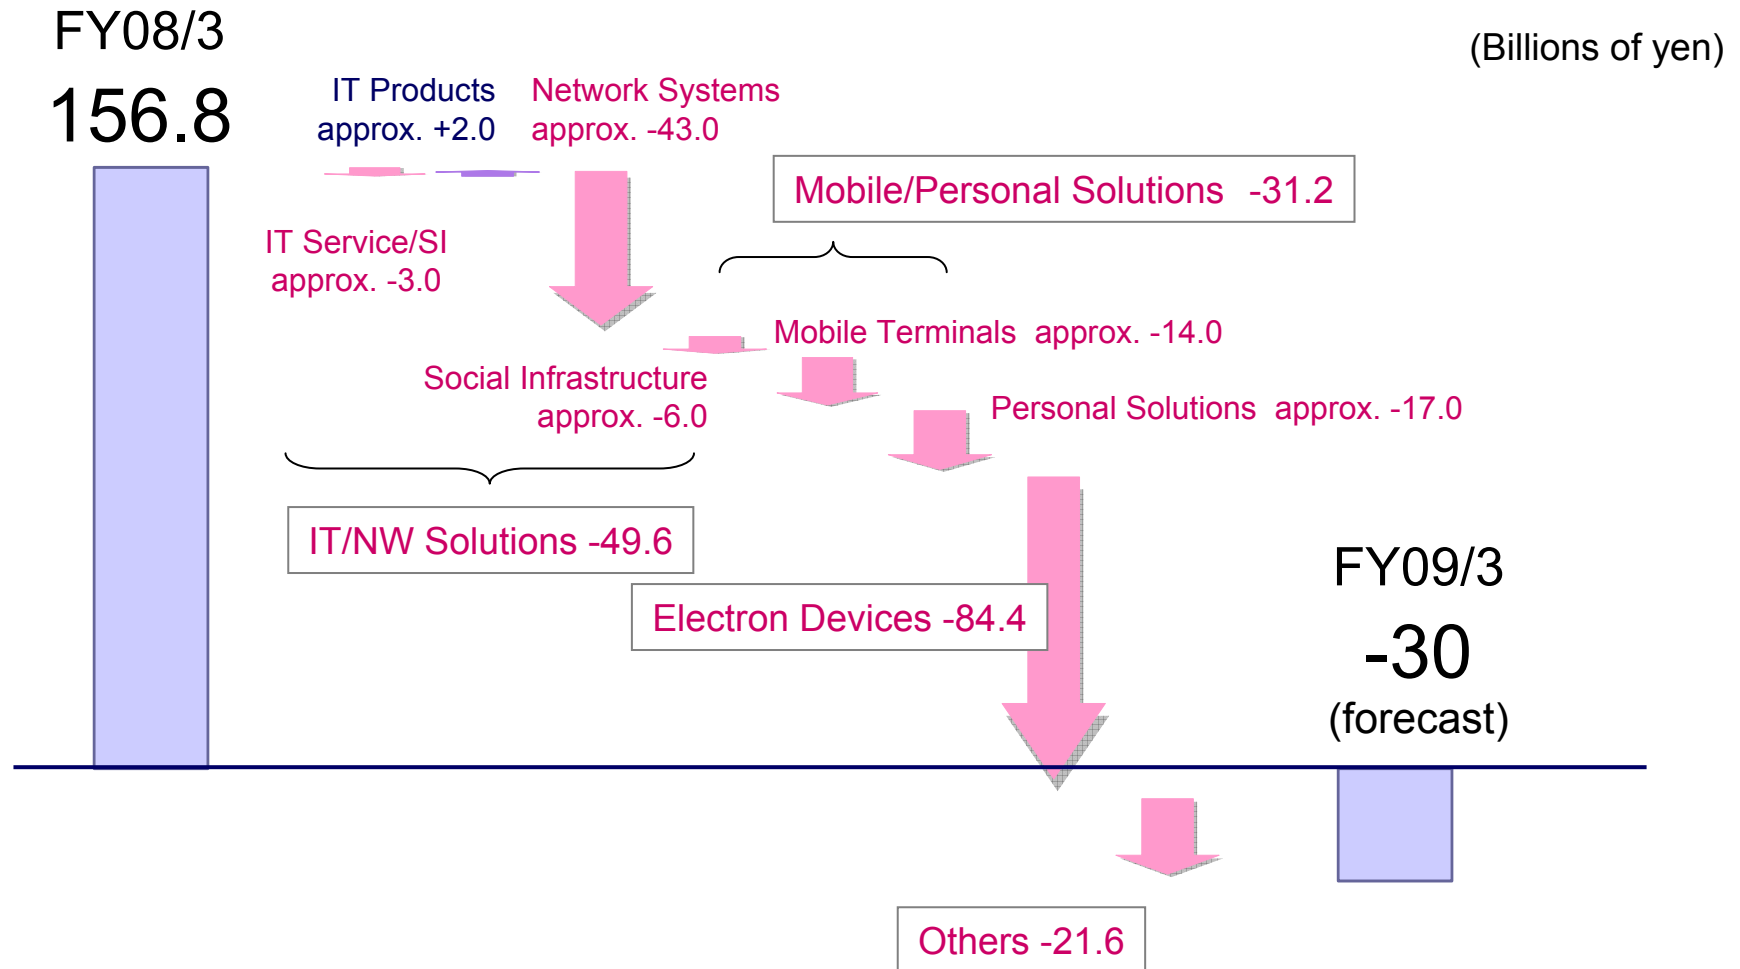 FY08/3
156.8
(Billions of yen)
IT Products
approx. +2.0
Network Systems
approx. -43.0
Mobile/Personal Solutions -31.2
IT Service/SI
approx. -3.0
Mobile Terminals approx. -14.0
Social Infrastructure
approx. -6.0
Personal Solutions approx. -17.0
IT/NW Solutions -49.6
Electron Devices -84.4
FY09/3
-30
(forecast)
Others -21.6